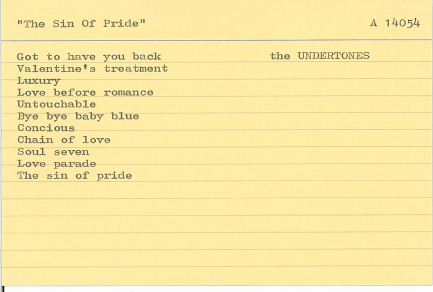 "The Sin Of Pride" A 14054
Got to have you back the UNDERTONES
Valentine's treatment
Luxury
Love before romance
Untouchable
Bye bye baby blue
Concious
Chain of love
Soul seven
Love parade
The sin of pride